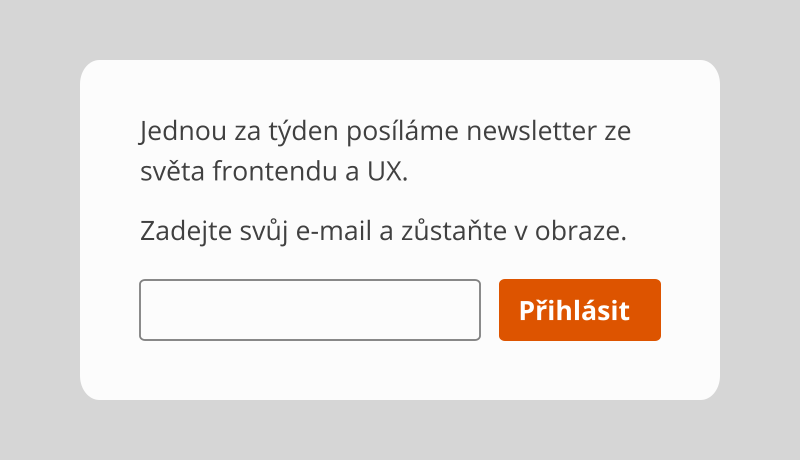 Jednou za týden posíláme newsletter ze
světa frontendu a UX.
Zadejte svůj e-mail a zůstaňte v obraze.
Přihlásit